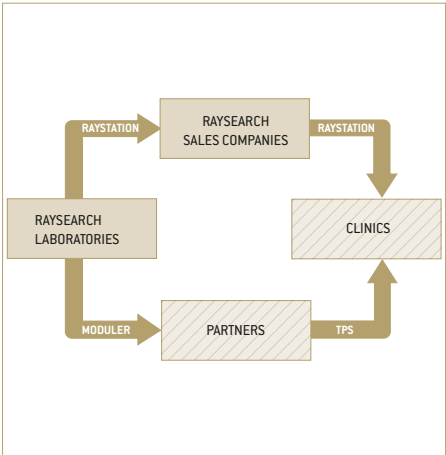 RAYSTATION
RAYSEARCH
SALES COMPANIES
RAYSTATION
RAYSEARCH
LABORATORIES
CLINICS
MODULER
PARTNERS
TPS